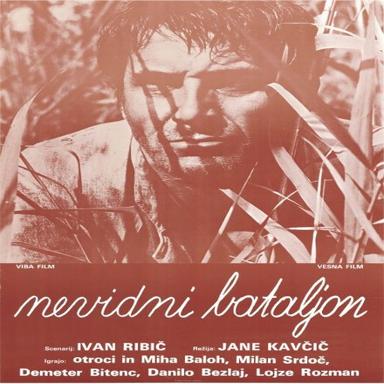 VIBA FILM VESNA FILM
nevidni bataljon
Scenarij: IVAN RIBIČ Režija: JANE KAVČIČ
Igrajo: otroci in Miha Baloh, Milan Srdoč,
Demeter Bitenc, Danilo Bezlaj, Lojze Rozman